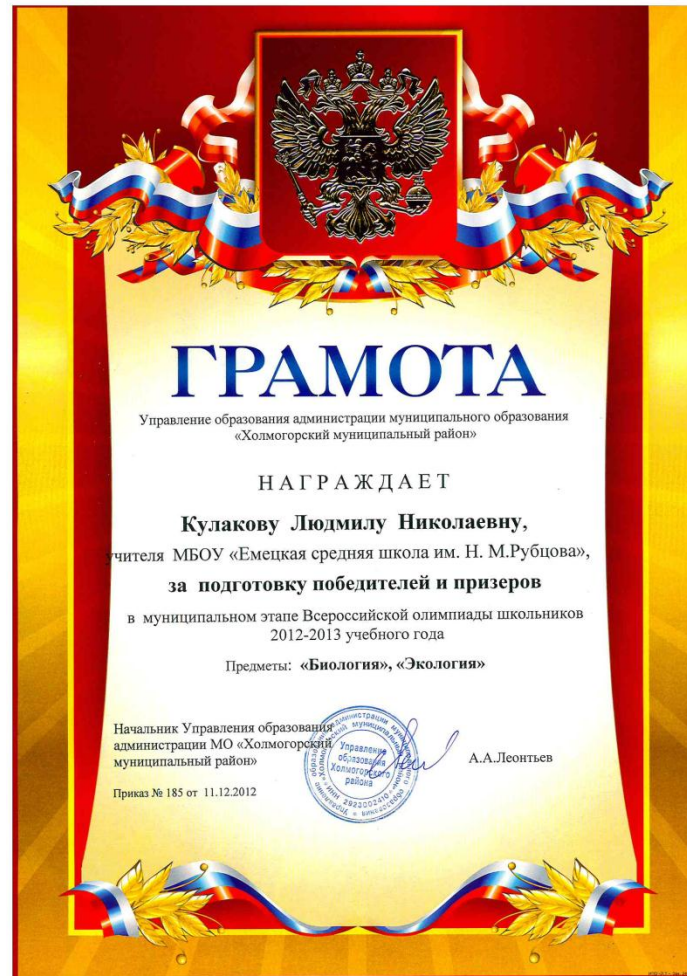 ГРАМОТА
Управление образования администрации муниципального образования
«Холмогорский муниципальный район»
НАГРАЖДАЕТ
Кулакову Людмилу Николаевну,
учителя МБОУ «Емецкая средняя школа им. Н. М.Рубцова»,
за подготовку победителей и призеров
в муниципальном этапе Всероссийской олимпиады школьников
2012-2013 учебного года
Предметы: «Биология», «Экология»
Начальник Управления образования
администрации МО «Холмогорский
муниципальный район»
А.А.Леонтьев
Приказ № 185 от 11.12.2012
Управление
образования
Холмогорского
района